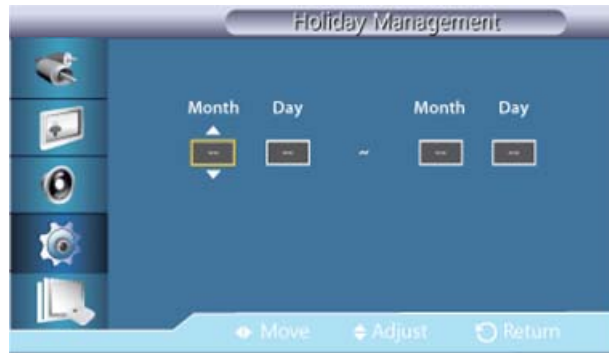 Holiday Management
Month Day Month Day
-- -- ~ -- --
Move Adjust Return